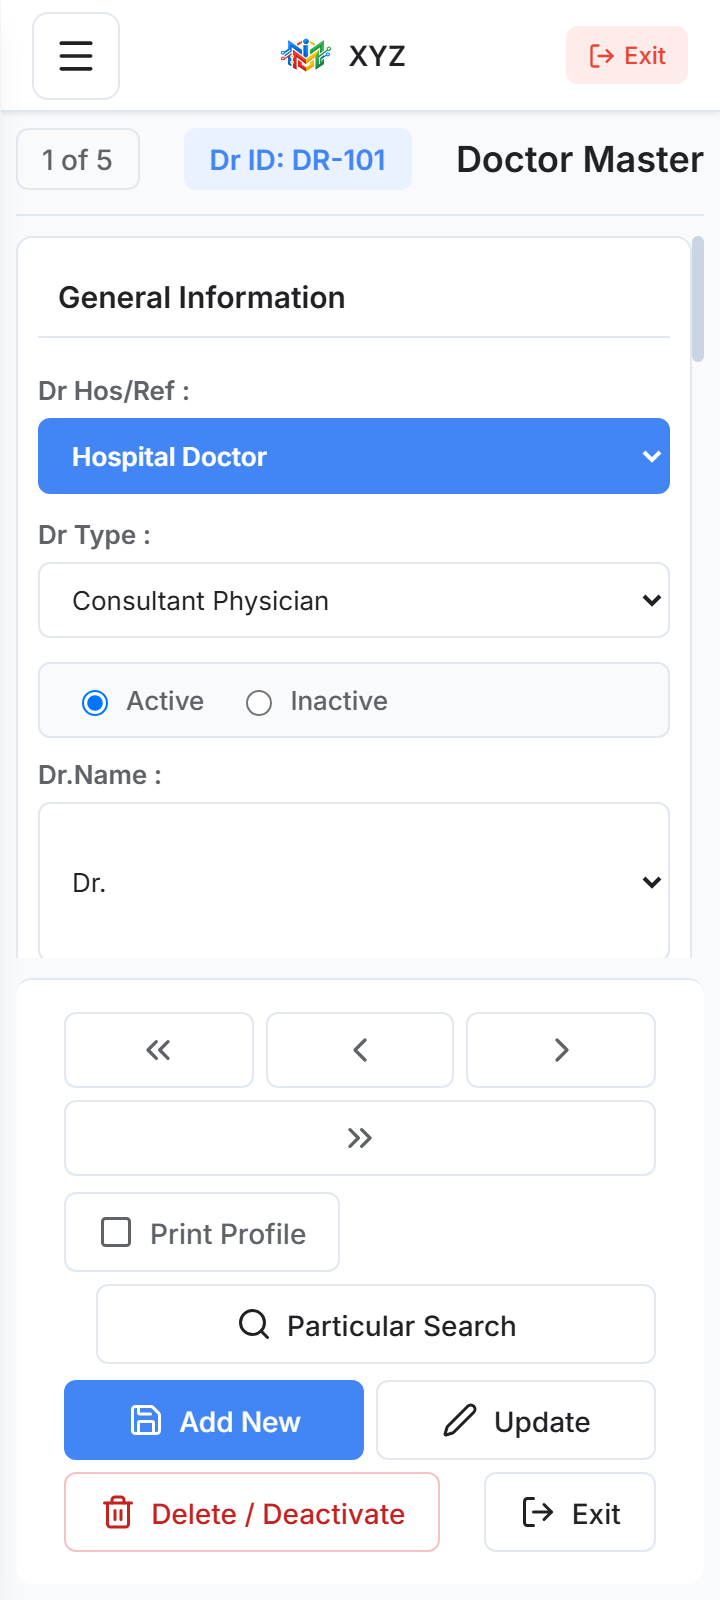 XYZ
Exit
1 of 5
Dr ID: DR-101
Doctor Master
General Information
Dr Hos/Ref :
Hospital Doctor
Dr Type :
Consultant Physician
Active
Inactive
Dr.Name :
Dr.
Print Profile
Particular Search
Add New
Update
Delete / Deactivate
Exit